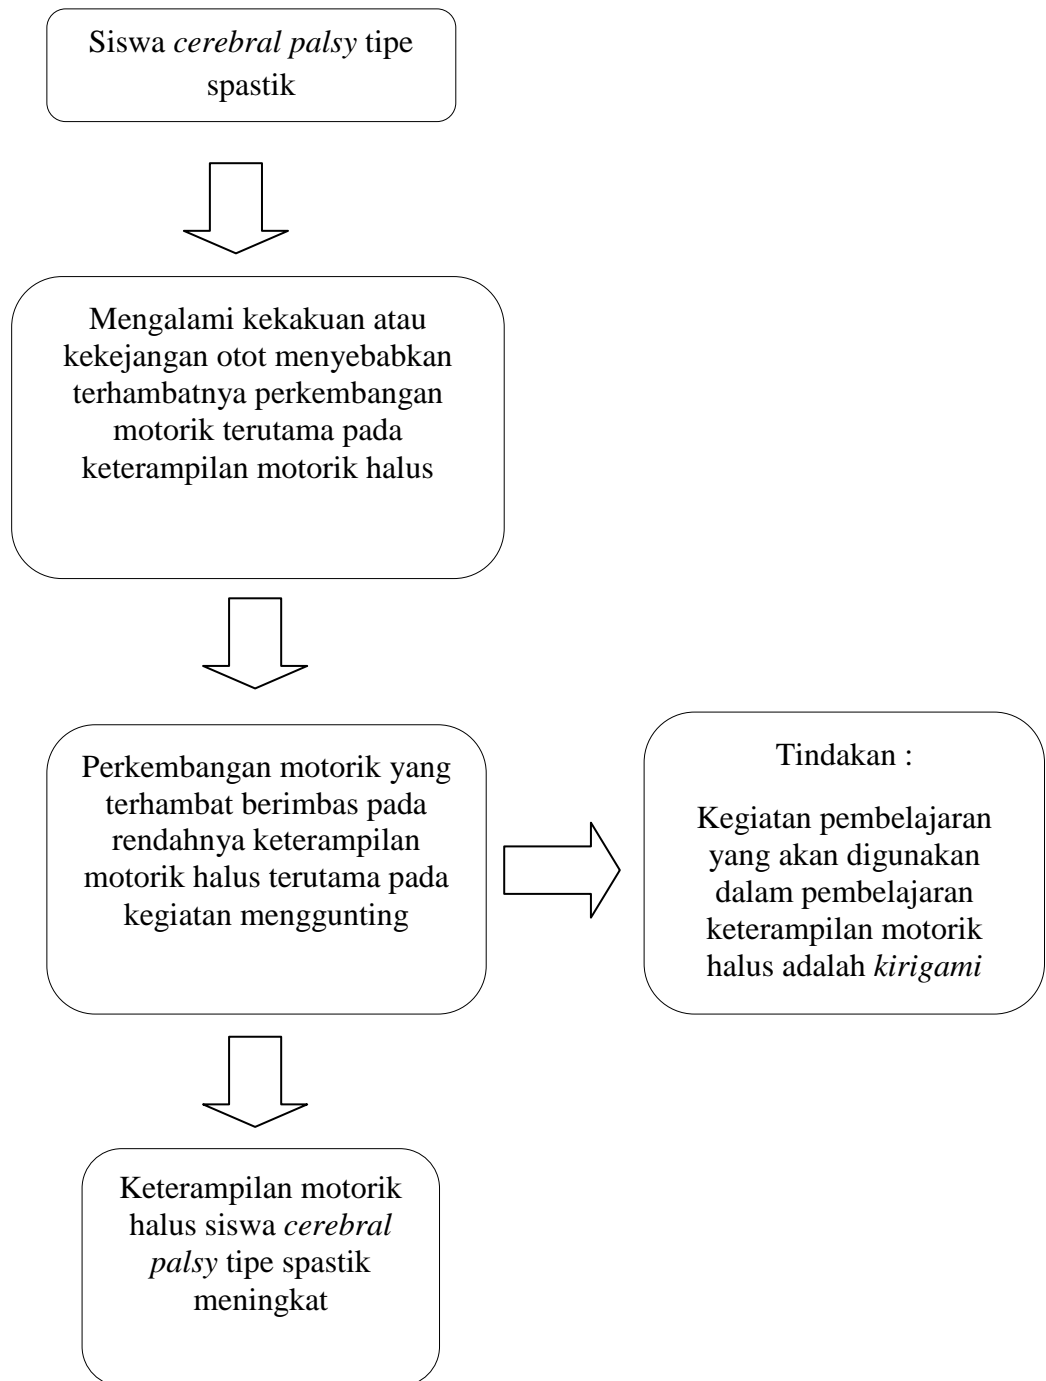 Siswa cerebral palsy tipe
spastik
Mengalami kekakuan atau
kekejangan otot menyebabkan
terhambatnya perkembangan
motorik terutama pada
keterampilan motorik halus
Perkembangan motorik yang
terhambat berimbas pada
rendahnya keterampilan
motorik halus terutama pada
kegiatan menggunting
Tindakan :
Kegiatan pembelajaran
yang akan digunakan
dalam pembelajaran
keterampilan motorik
halus adalah kirigami
Keterampilan motorik
halus siswa cerebral
palsy tipe spastik
meningkat